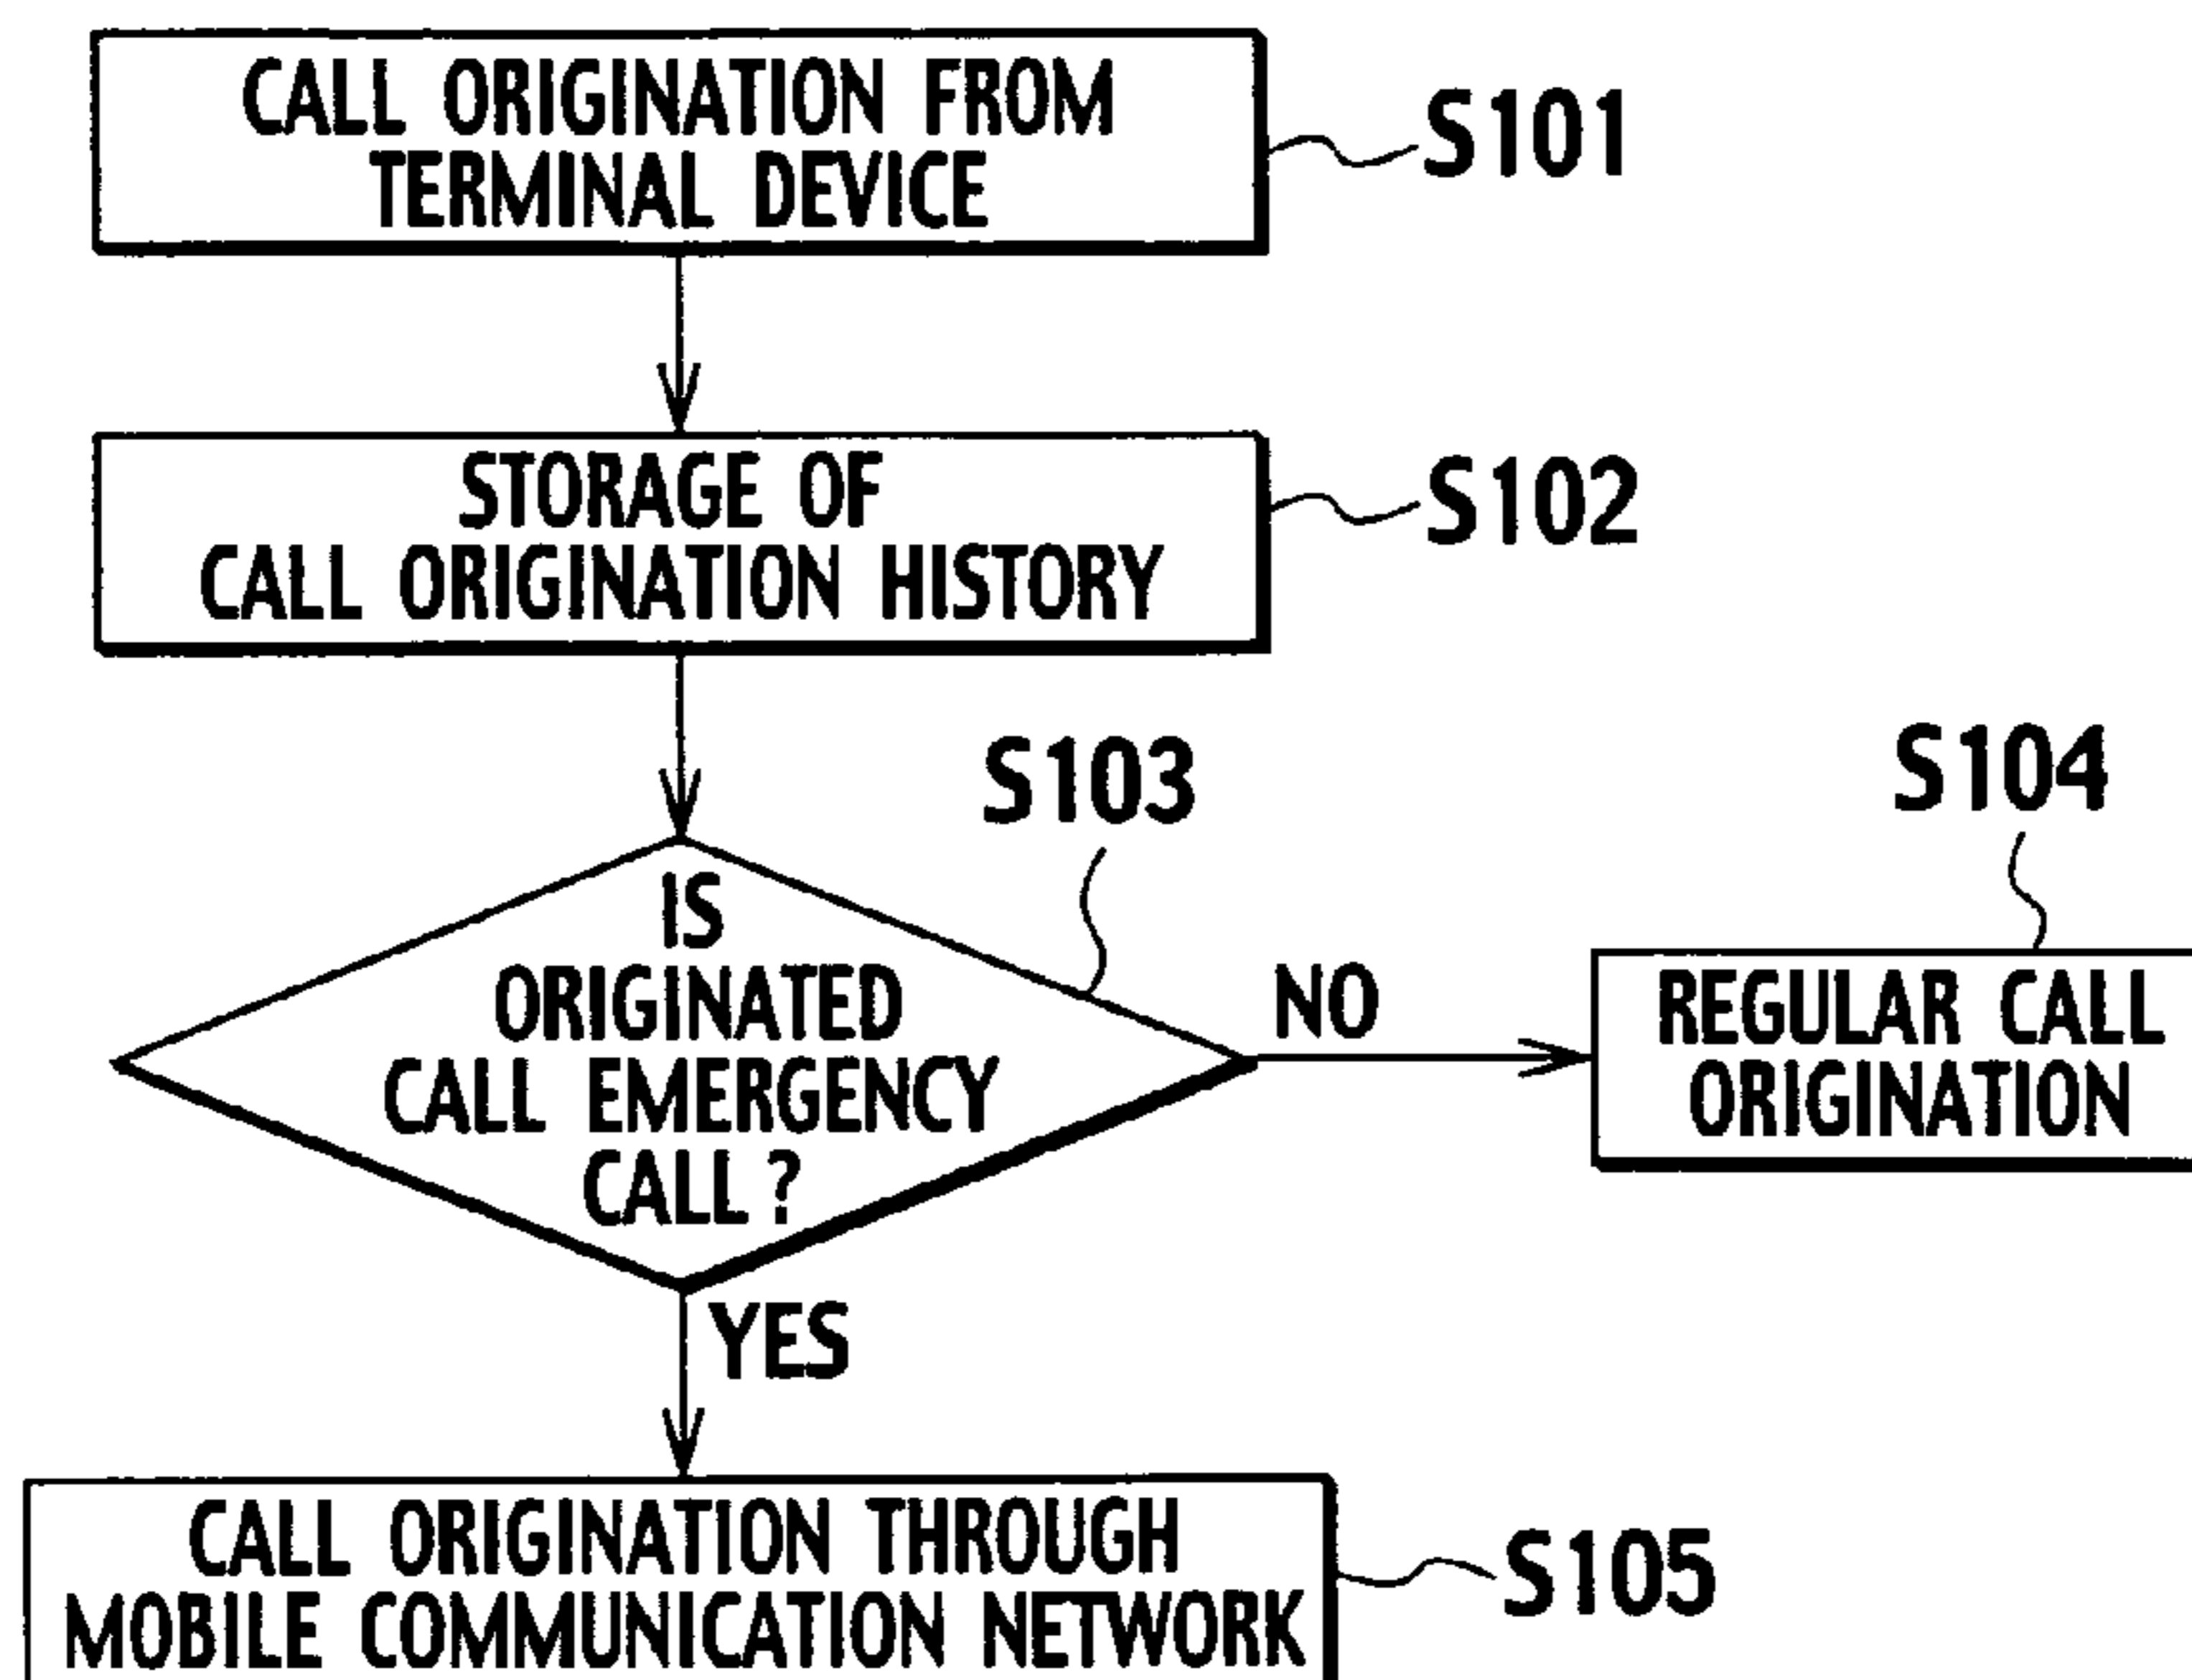 CALL ORIGINATION FROM
TERMINAL DEVICE
S101
STORAGE OF
CALL ORIGINATION HISTORY
S102
S103
S104
IS
ORIGINATED
CALL EMERGENCY
CALL ?
NO
REGULAR CALL
ORIGINATION
YES
CALL ORIGINATION THROUGH
MOBILE COMMUNICATION NETWORK
S105